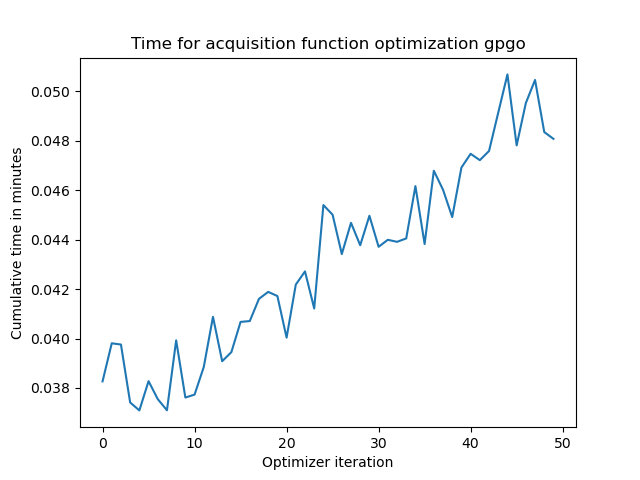 Time for acquisition function optimization gpgo
0.050
0.048
0.046
0.044
0.042
0.040
0.038
Cumulative time in minutes
0 10 20 30 40 50
Optimizer iteration